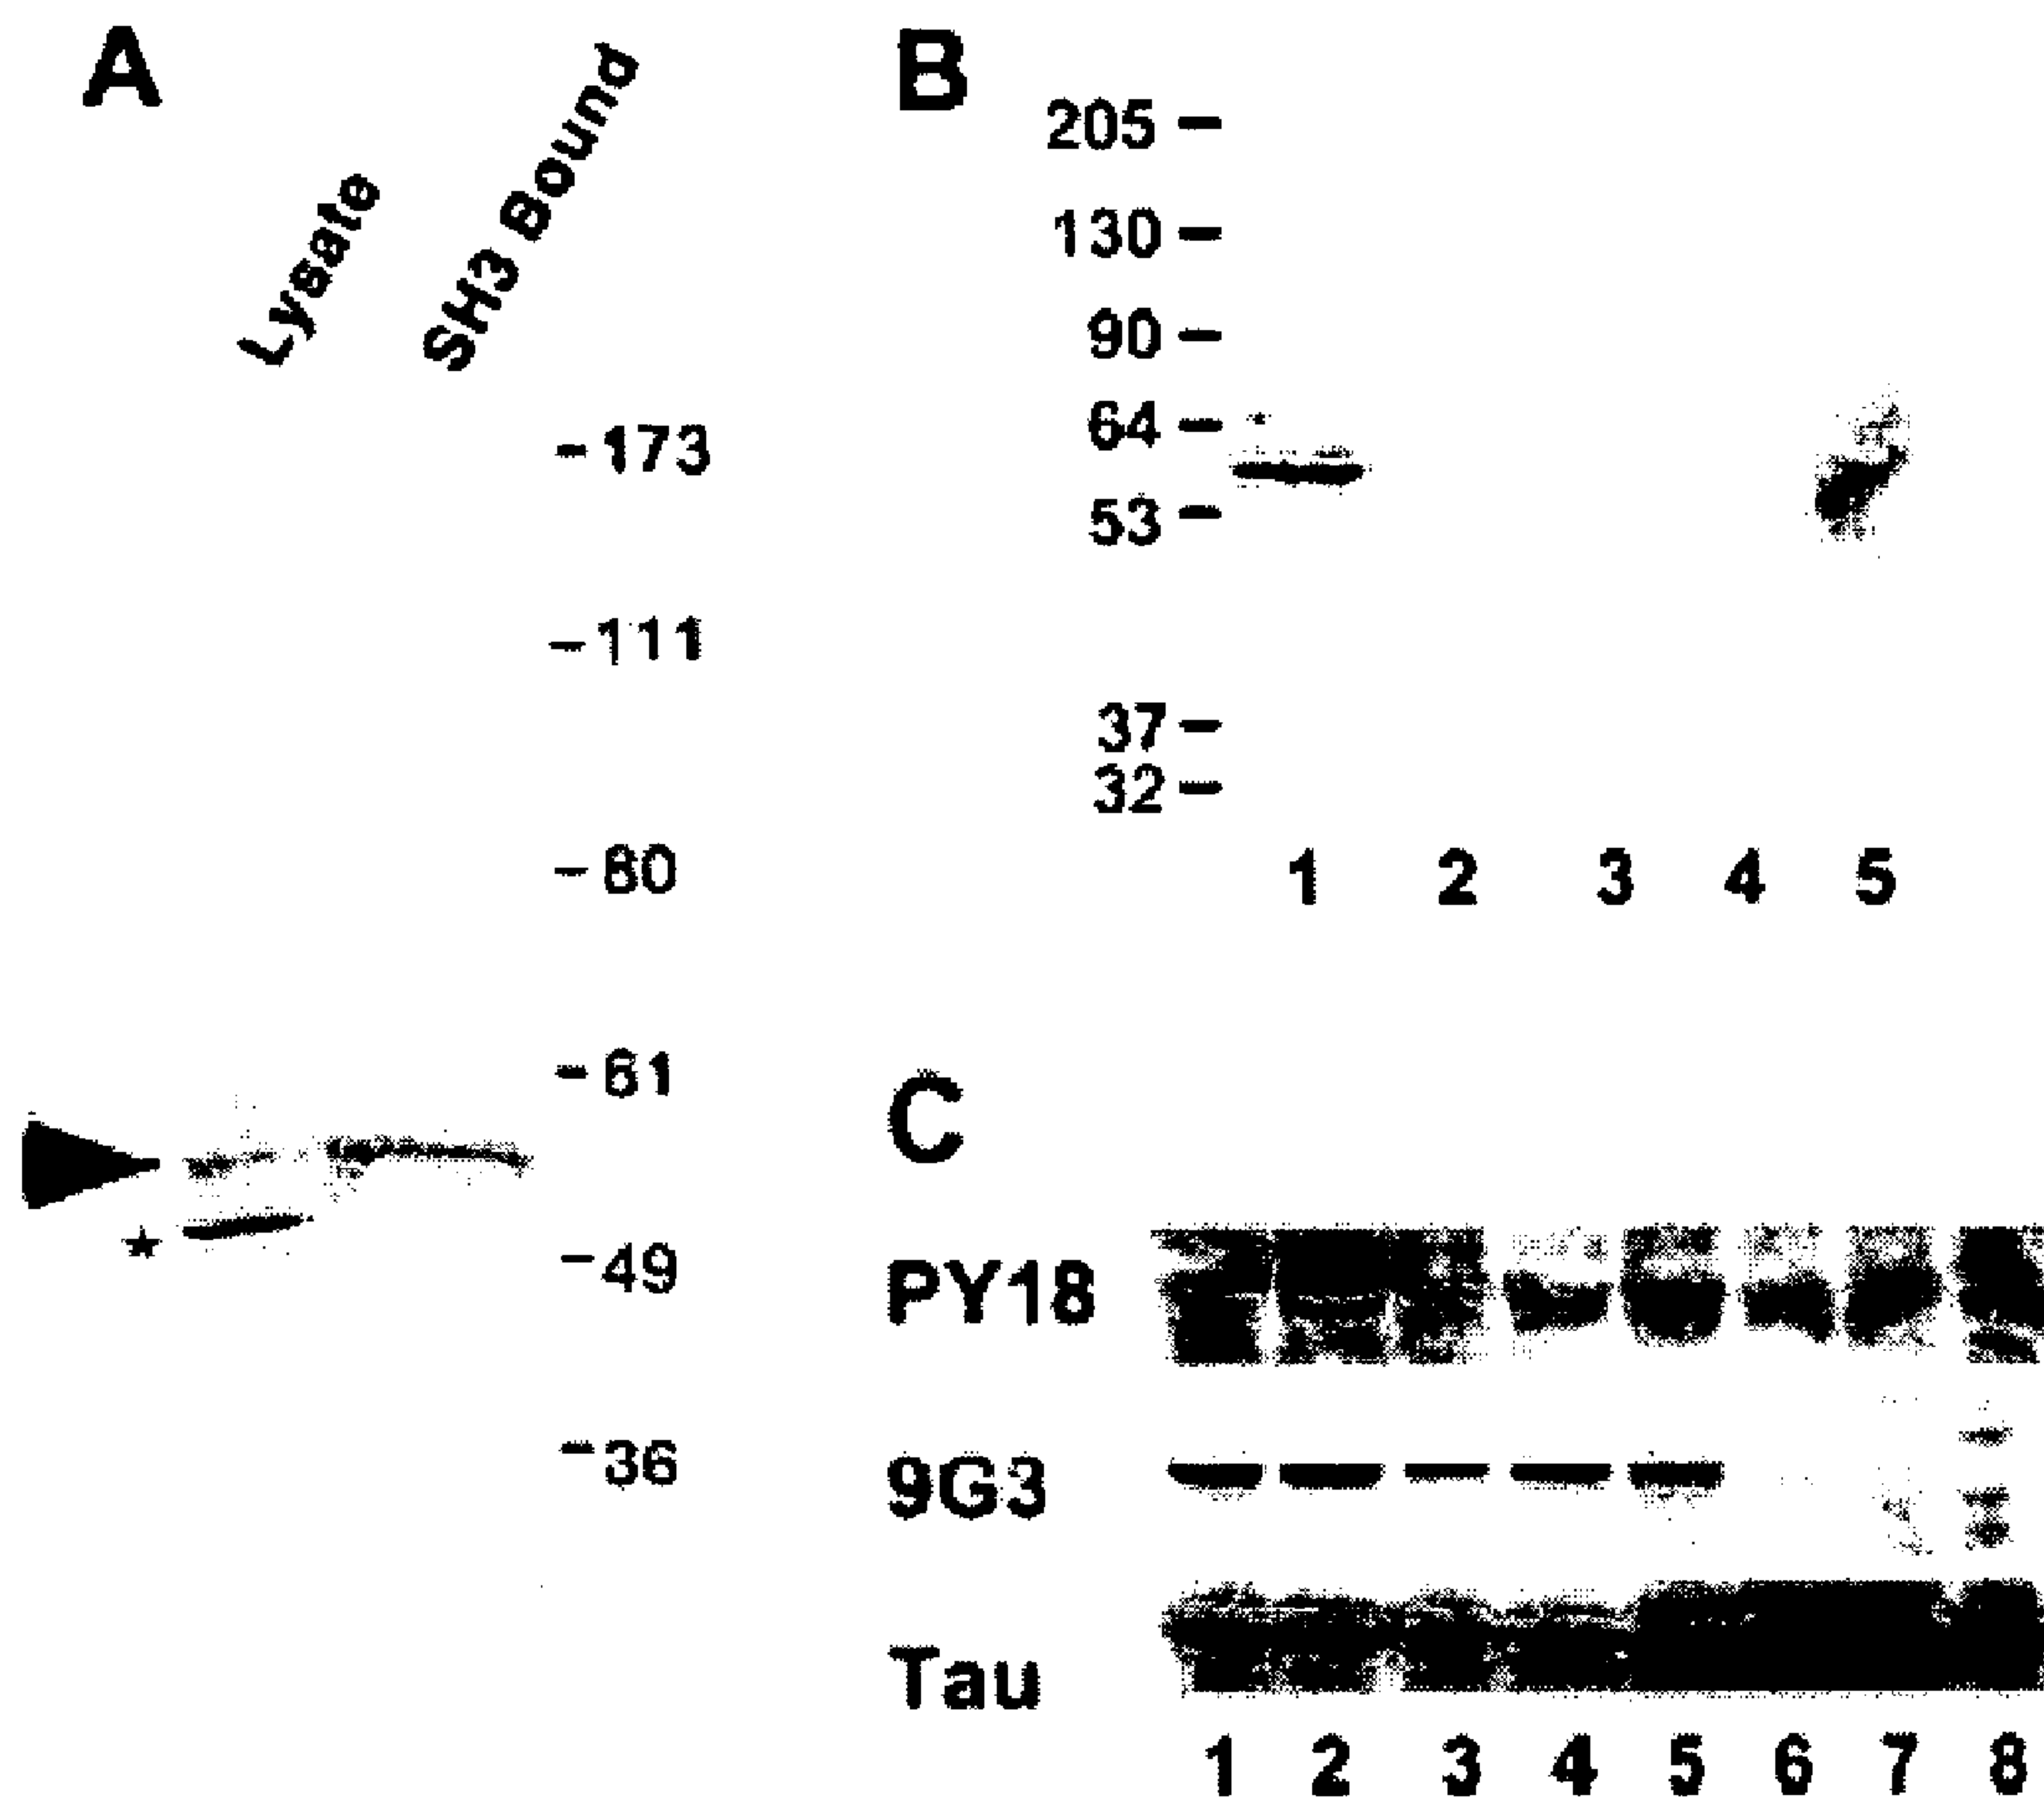 A
Lysate
SH3 Bound
-173
-111
-80
-61
-49
-36
★
B
205 -
130 -
90 -
64 -
53 -
37 -
32 -
1 2 3 4 5
C
PY18
9G3
Tau
1 2 3 4 5 6 7 8